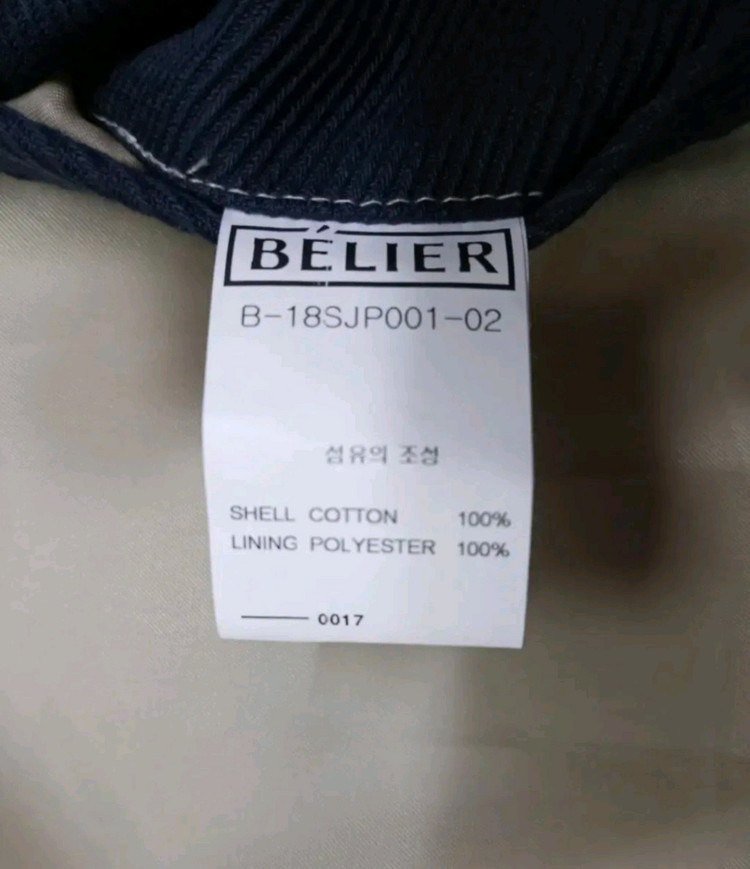 BÉLIER
B-18SJP001-02
섬유의 조성
SHELL COTTON 100%
LINING POLYESTER 100%
0017